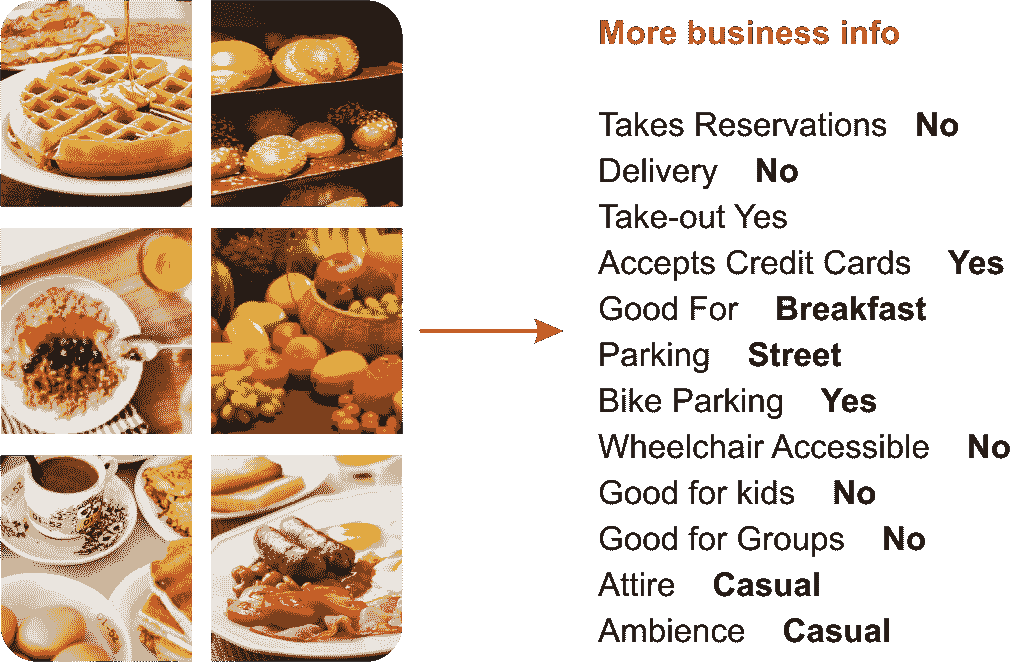 More business info
Takes Reservations No
Delivery No
Take-out Yes
Accepts Credit Cards Yes
Good For Breakfast
Parking Street
Bike Parking Yes
Wheelchair Accessible No
Good for kids No
Good for Groups No
Attire Casual
Ambience Casual